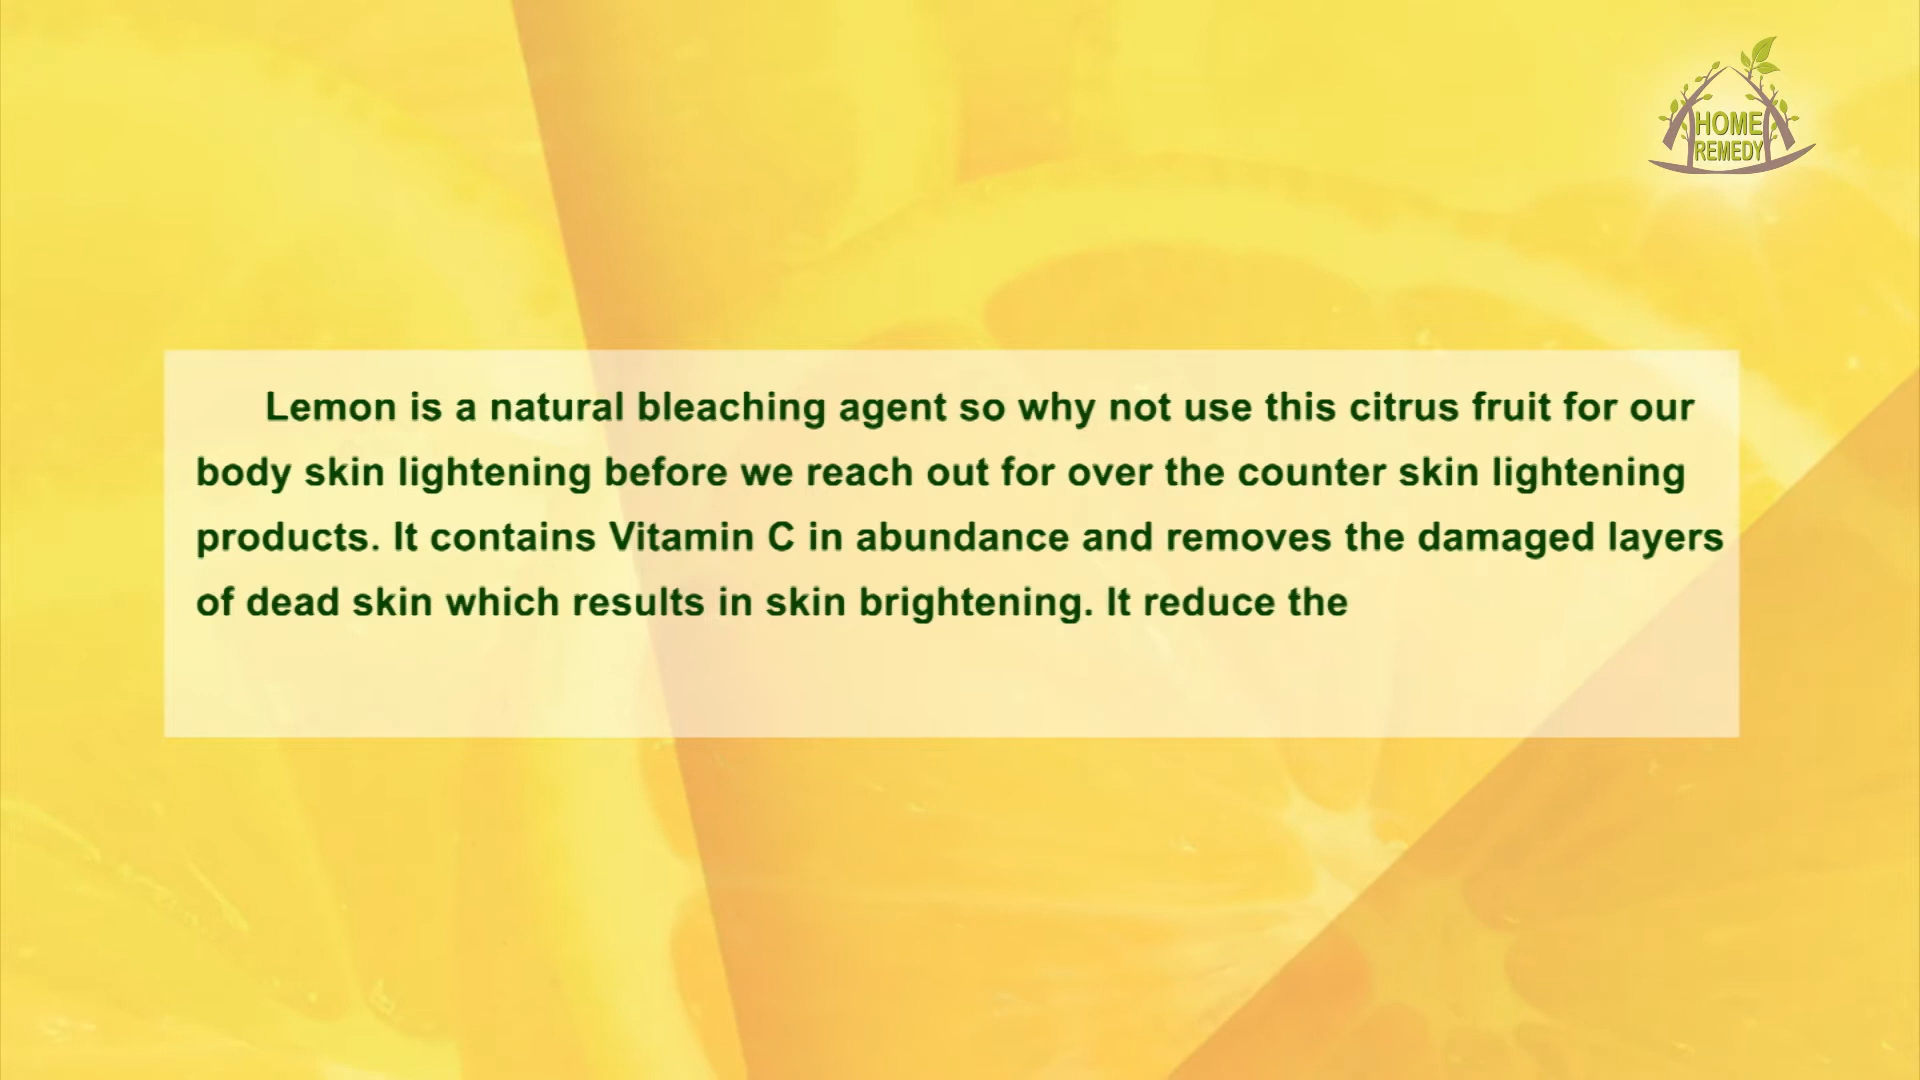 HOME
REMEDY
Lemon is a natural bleaching agent so why not use this citrus fruit for our
body skin lightening before we reach out for over the counter skin lightening
products. It contains Vitamin C in abundance and removes the damaged layers
of dead skin which results in skin brightening. It reduce the